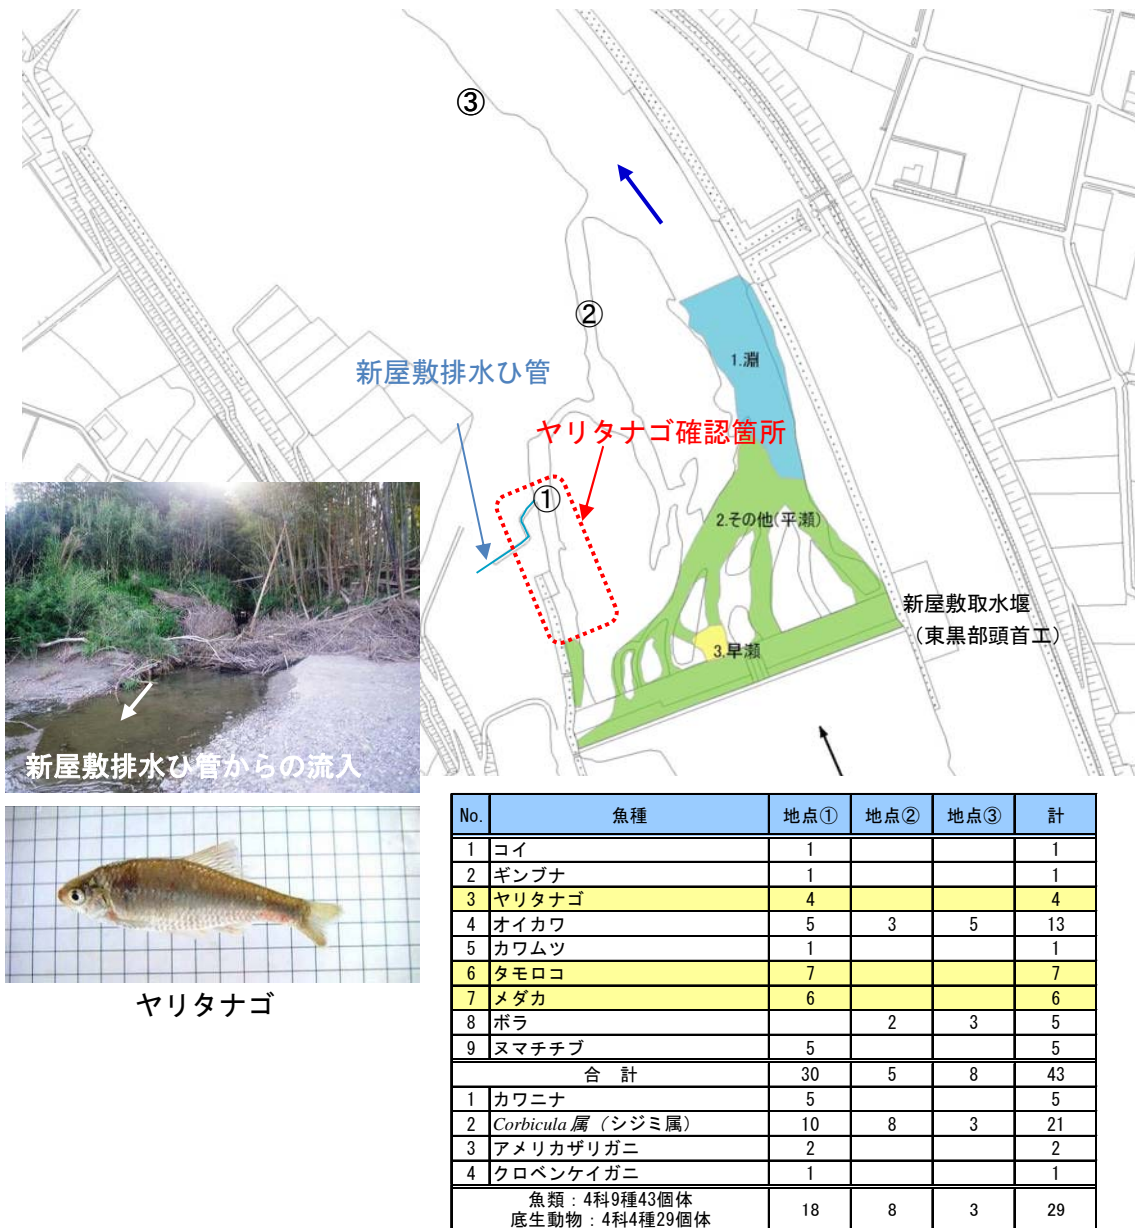 ③
②
1.淵
新屋敷排水ひ管
ヤリタナゴ確認箇所
①
2.その他(平瀬)
新屋敷取水堰
（東黒部頭首工）
3.早瀬
新屋敷排水ひ管からの流入
ヤリタナゴ
No. 魚種 地点① 地点② 地点③ 計
1 コイ 1 1
2 ギンブナ 1 1
3 ヤリタナゴ 4 4
4 オイカワ 5 3 5 13
5 カワムツ 1 1
6 タモロコ 7 7
7 メダカ 6 6
8 ボラ 2 3 5
9 ヌマチチブ 5 5
合 計 30 5 8 43
1 カワニナ 5 5
2 Corbicula属（シジミ属） 10 8 3 21
3 アメリカザリガニ 2 2
4 クロベンケイガニ 1 1
魚類：4科9種43個体
底生動物：4科4種29個体 18 8 3 29